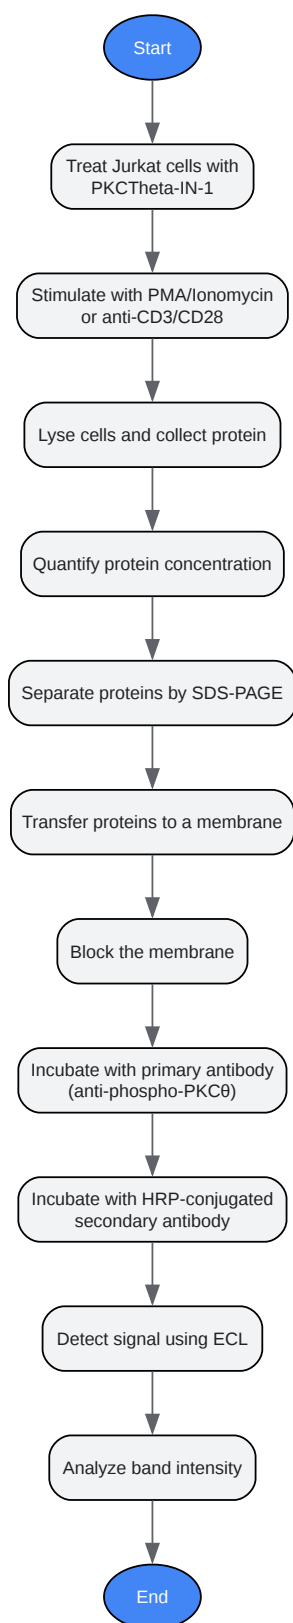 Start
Treat Jurkat cells with
PKCTheta-IN-1
Stimulate with PMA/Ionomycin
or anti-CD3/CD28
Lyse cells and collect protein
Quantify protein concentration
Separate proteins by SDS-PAGE
Transfer proteins to a membrane
Block the membrane
Incubate with primary antibody
(anti-phospho-PKCθ)
Incubate with HRP-conjugated
secondary antibody
Detect signal using ECL
Analyze band intensity
End